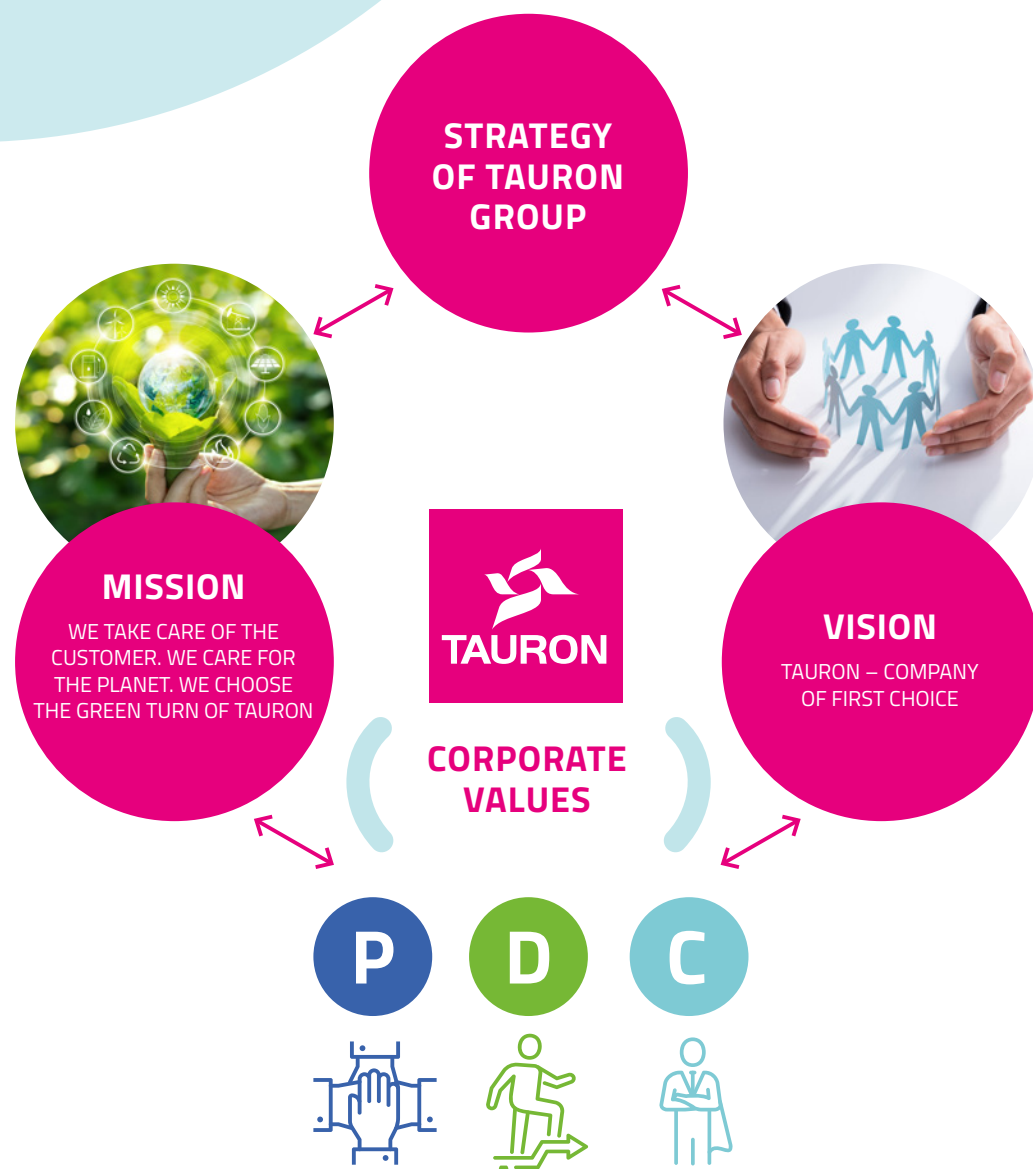 STRATEGY
OF TAURON
GROUP
MISSION
WE TAKE CARE OF THE
CUSTOMER. WE CARE FOR
THE PLANET. WE CHOOSE
THE GREEN TURN OF TAURON
TAURON
VISION
TAURON – COMPANY
OF FIRST CHOICE
CORPORATE
VALUES
P D C